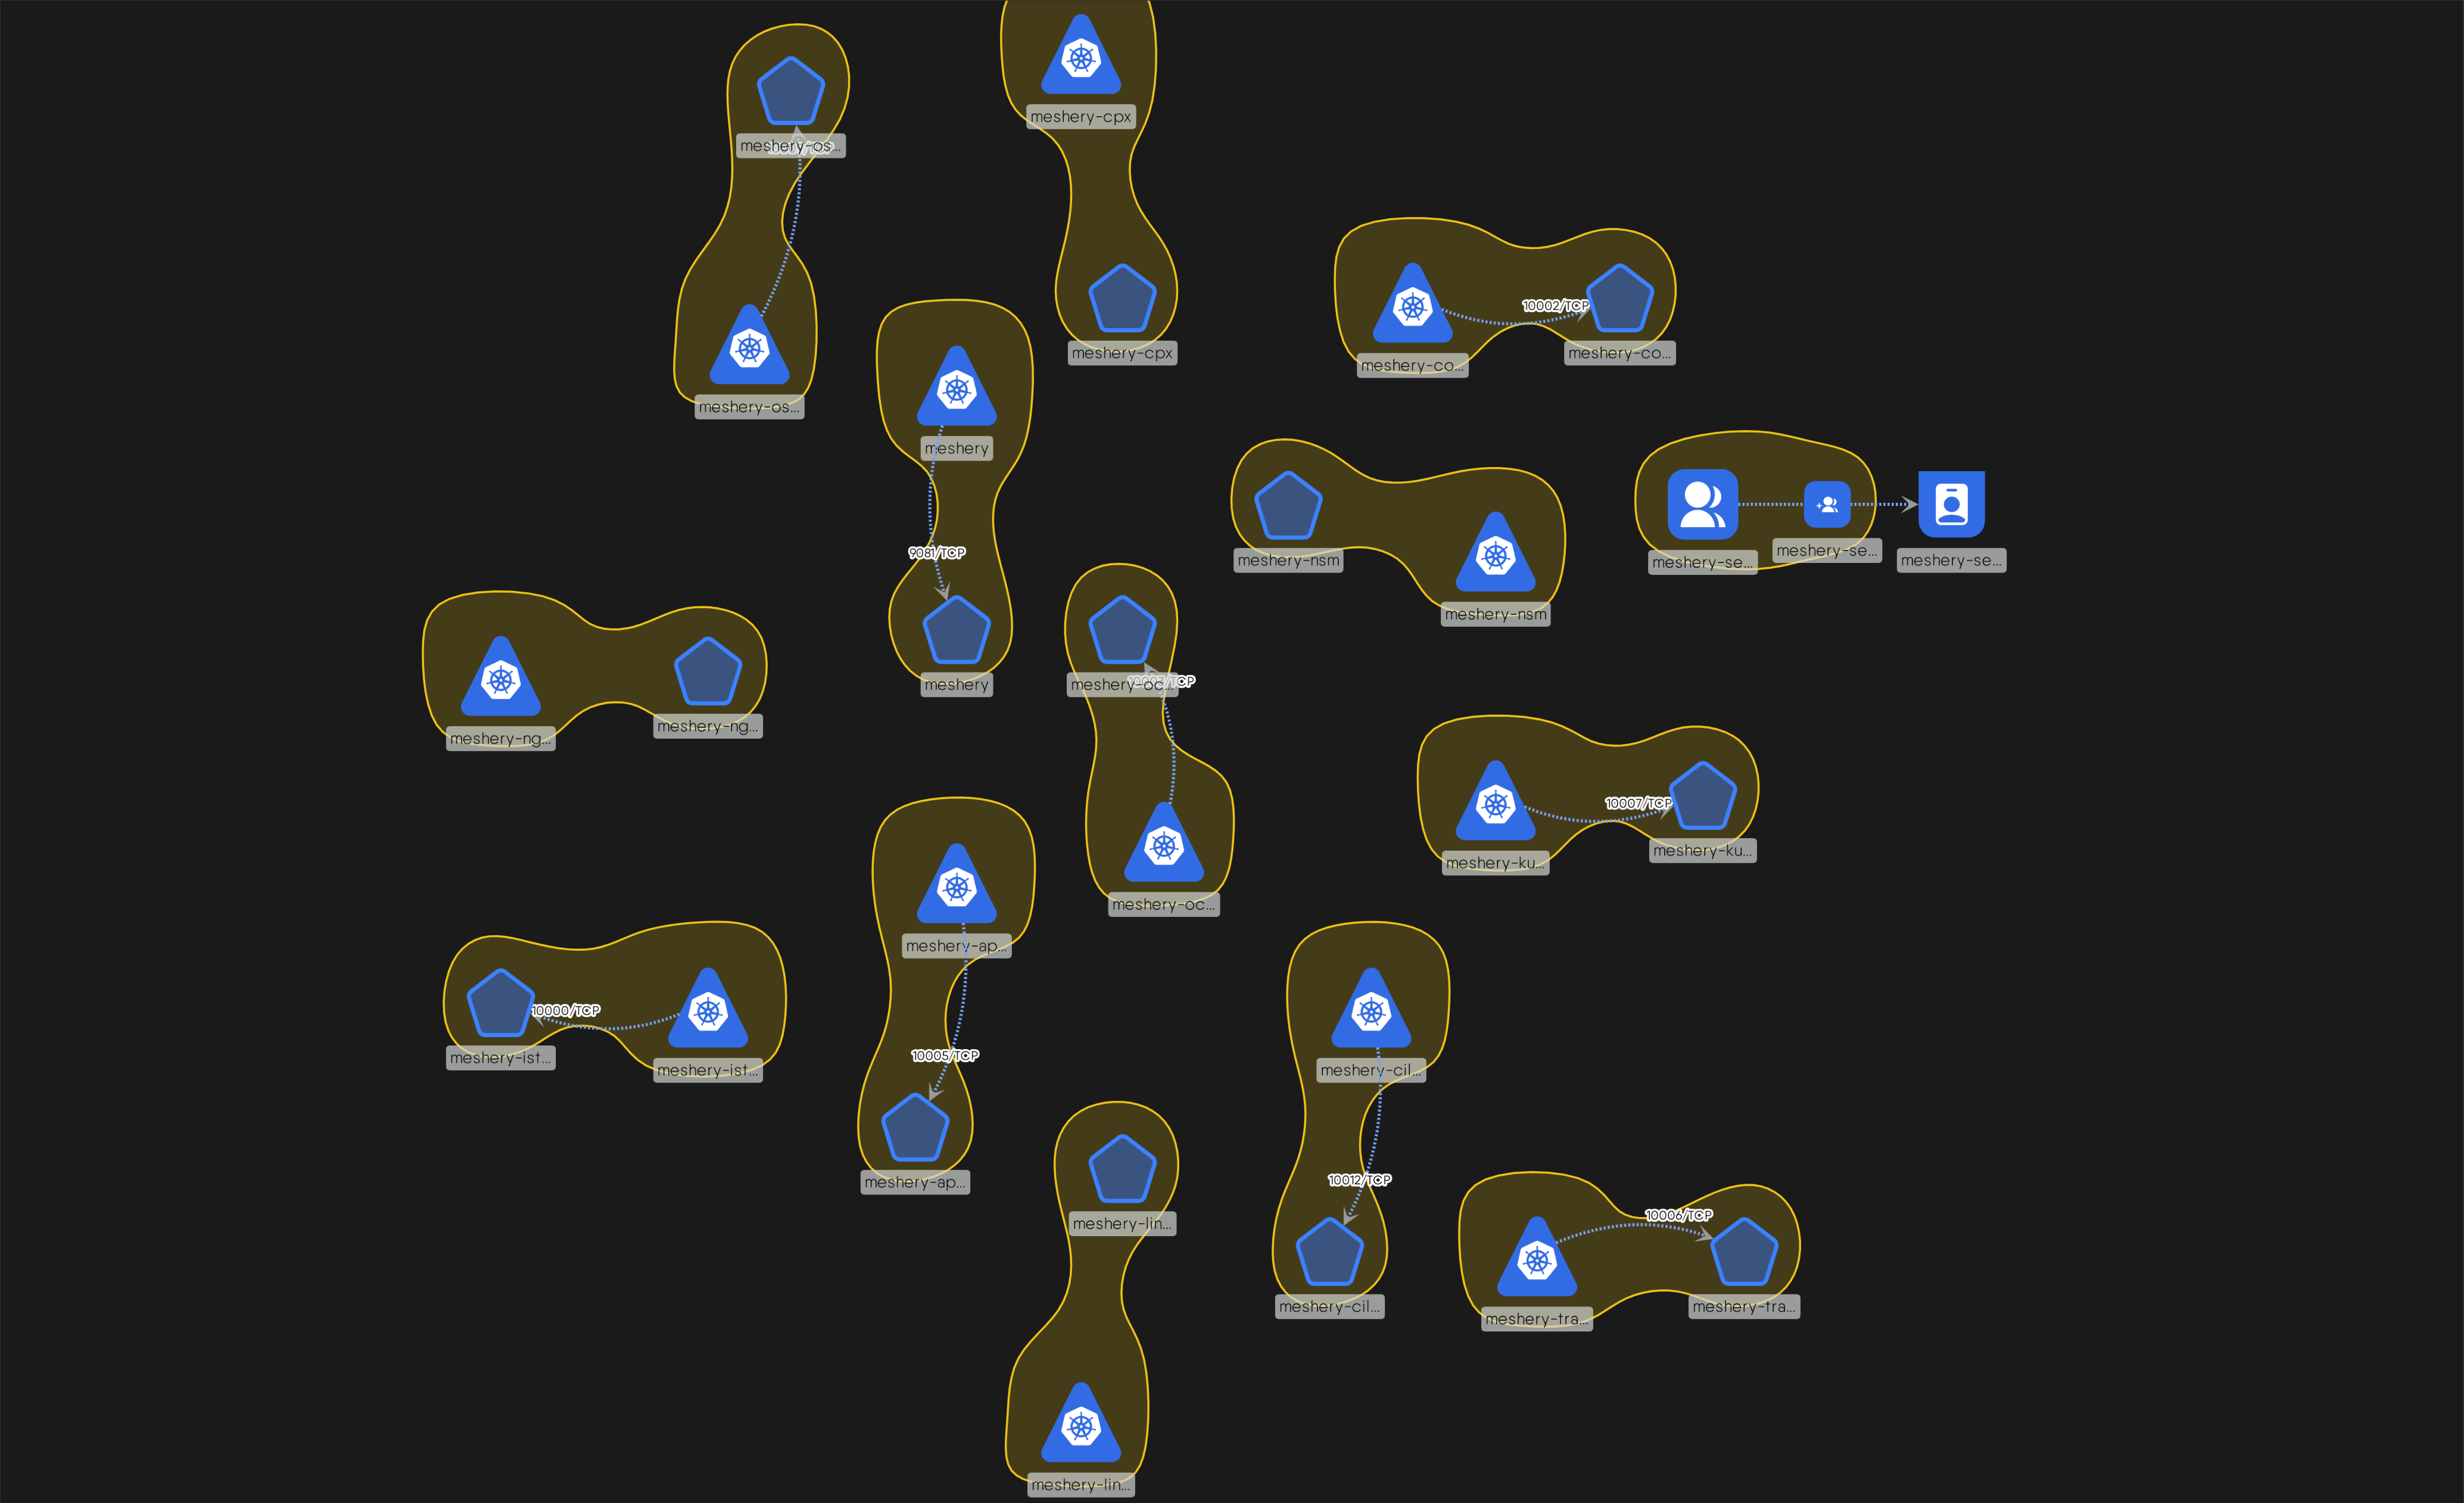 meshery-cpx
meshery-os...
meshery-cpx
10002/TCP
meshery-co...
meshery-co...
meshery-os...
meshery
9081/TCP
meshery
meshery-nsm
meshery-nsm
meshery-se...
meshery-se...
meshery-se...
meshery-ng...
meshery-ng...
meshery-oc...
meshery-oc...
10007/TCP
meshery-ku...
meshery-ku...
meshery-ap...
10005/TCP
meshery-ap...
10000/TCP
meshery-ist...
meshery-ist...
meshery-cil...
10012/TCP
meshery-cil...
meshery-lin...
meshery-lin...
10006/TCP
meshery-tra...
meshery-tra...